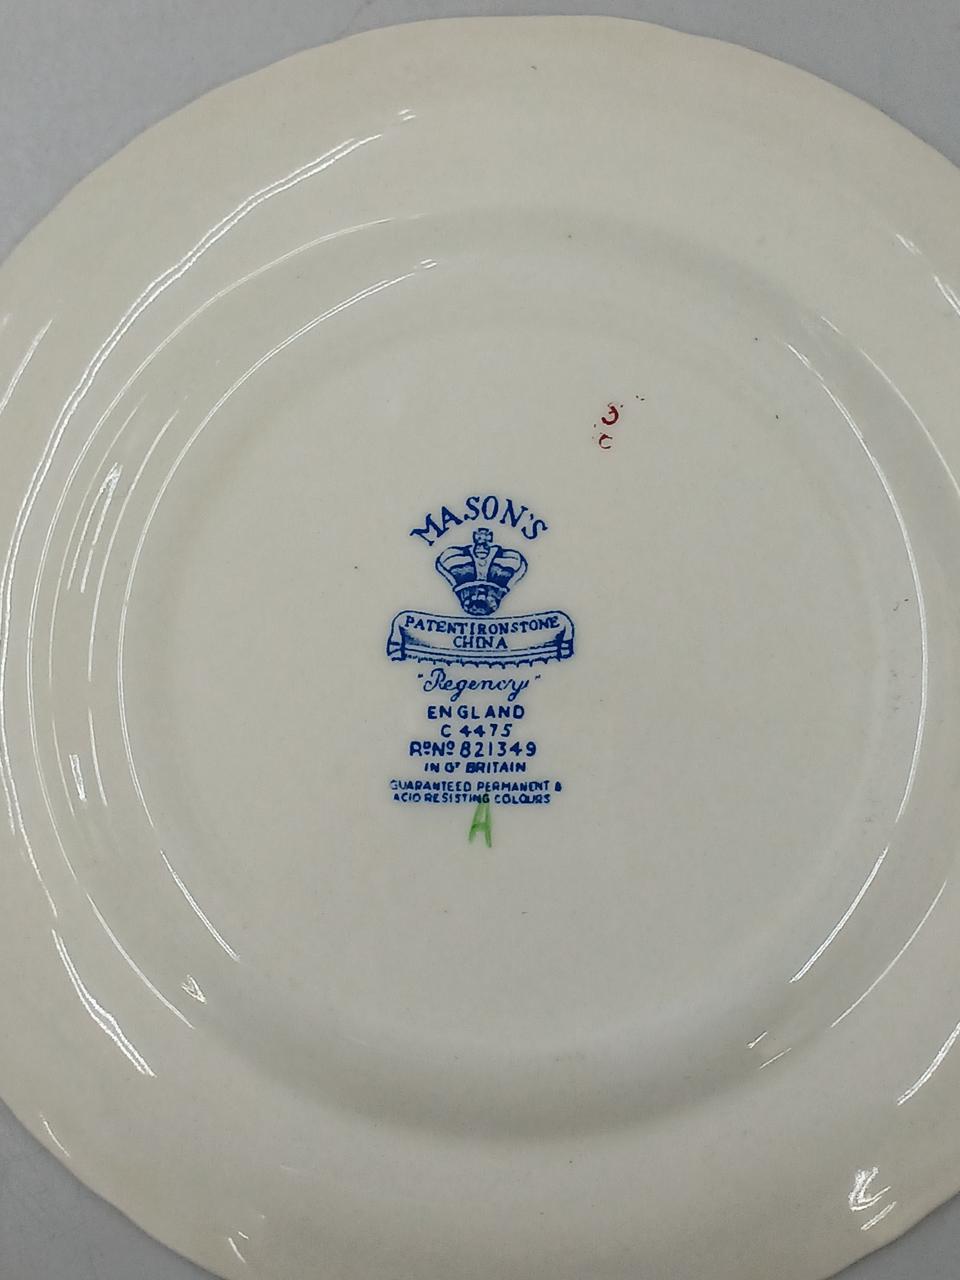 MASON'S
PATENT IRONSTONE
CHINA
"Regency"
ENGLAND
C 4475
Rᴰ Nº 821349
IN Gᵀ BRITAIN
GUARANTEED PERMANENT &
ACID RESISTING COLOURS
A